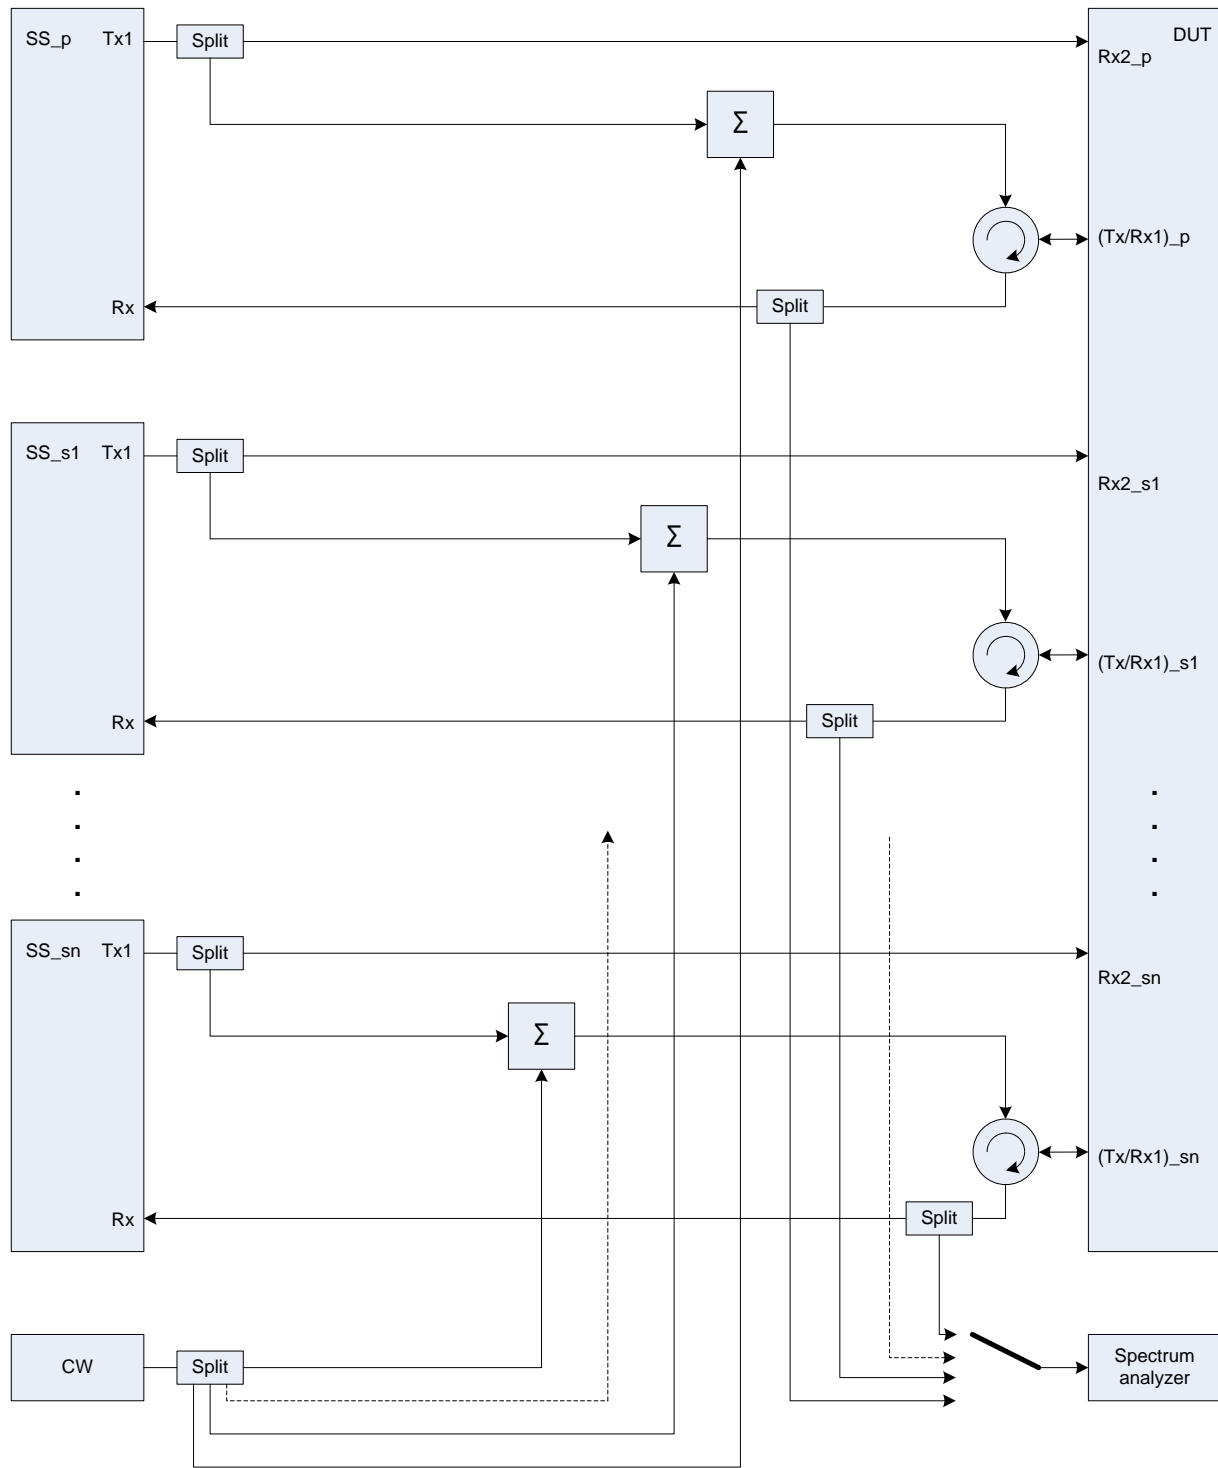 SS_p Tx1
Split
DUT
Rx2_p
Σ
(Tx/Rx1)_p
Rx
Split
SS_s1 Tx1
Split
Rx2_s1
Σ
(Tx/Rx1)_s1
Rx
Split
SS_sn Tx1
Split
Rx2_sn
Σ
(Tx/Rx1)_sn
Rx
Split
CW
Split
Spectrum
analyzer